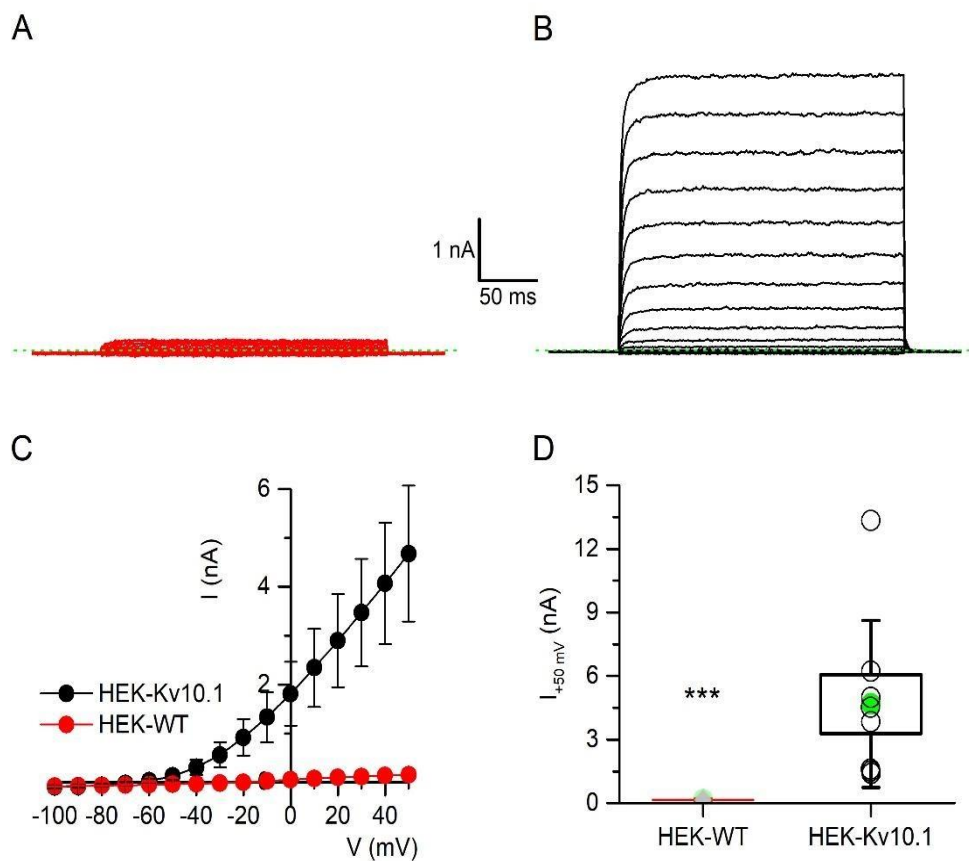 A
B
1 nA
50 ms
C
6
4
2
I (nA)
HEK-Kv10.1
HEK-WT
-100 -80 -60 -40 -20 0 20 40
V (mV)
D
15
12
9
6
3
0
I+50 mV (nA)
***
HEK-WT HEK-Kv10.1